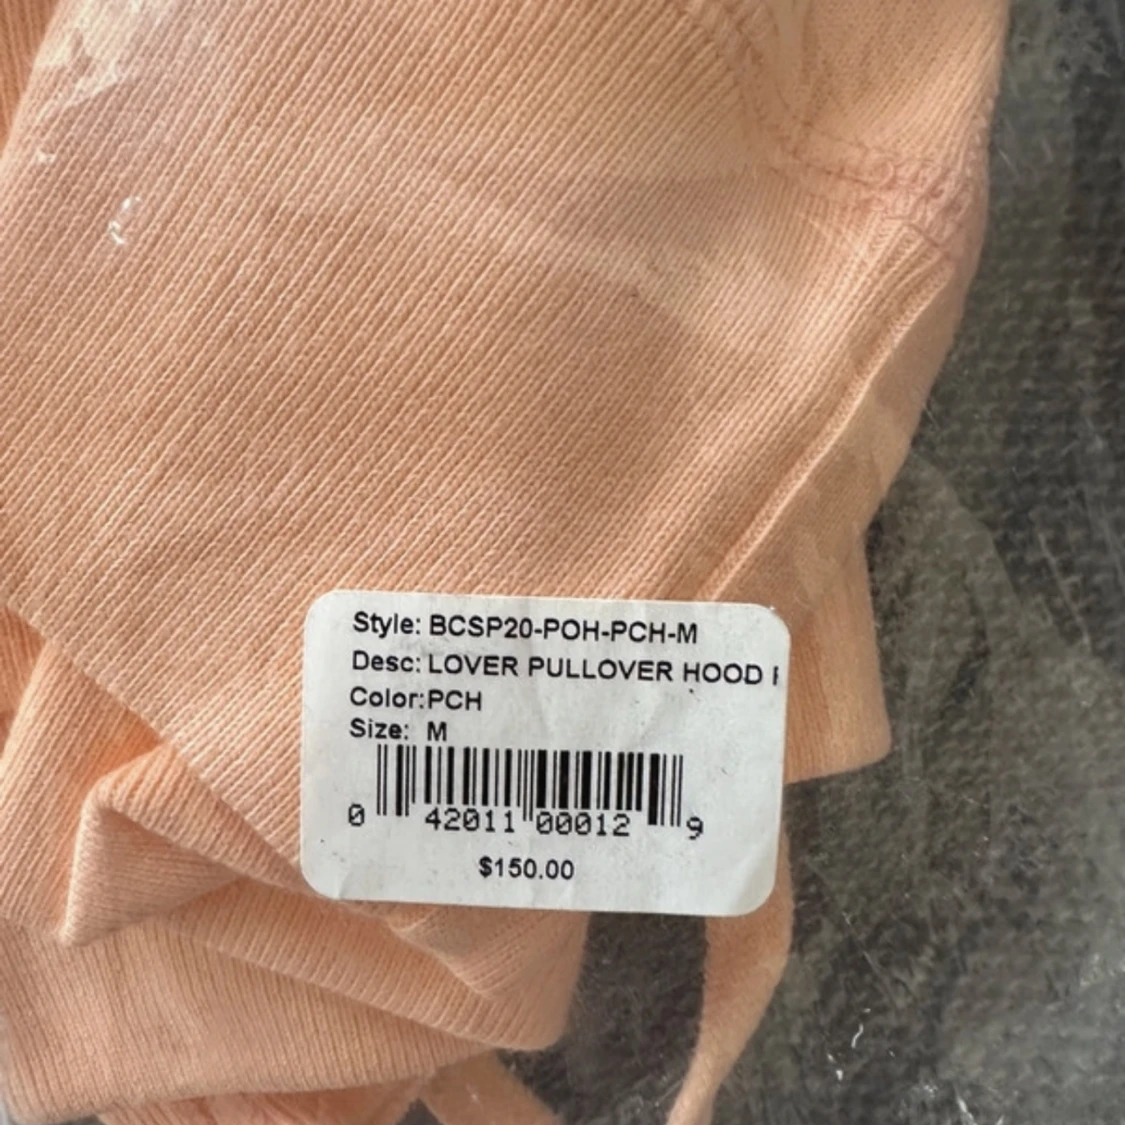 Style: BCSP20-POH-PCH-M
Desc: LOVER PULLOVER HOOD
Color: PCH
Size: M
0 42011 00012 9
$150.00